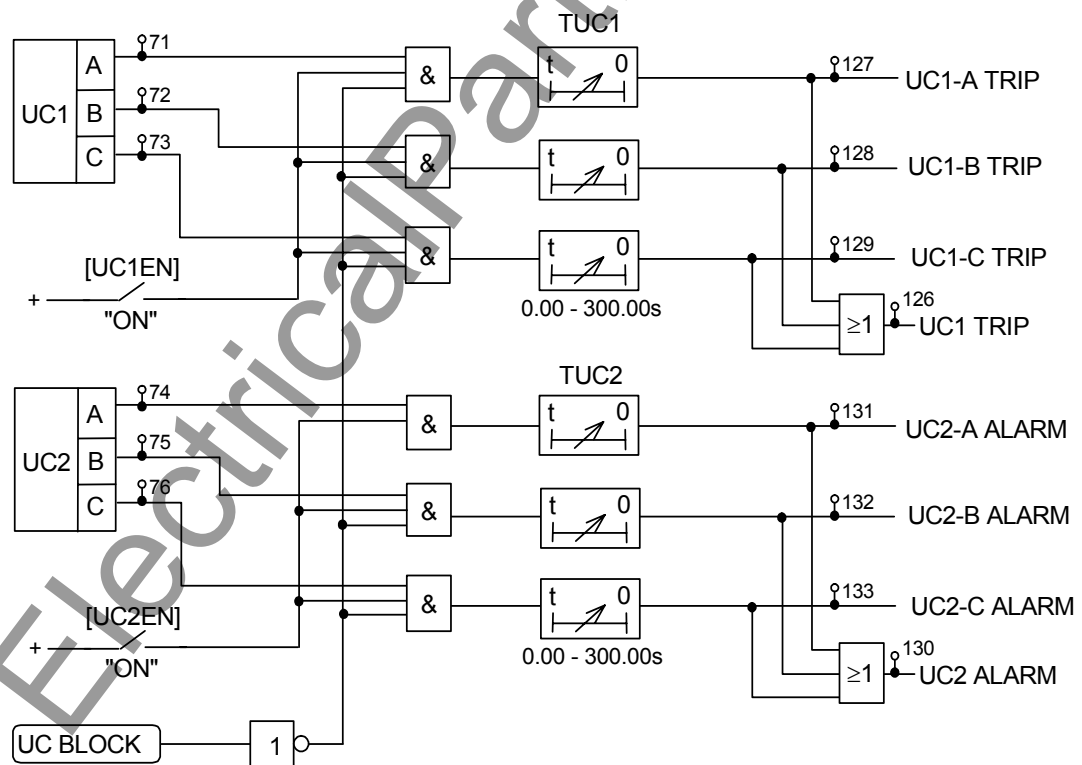 TUC1
71
127
A
&
t 0
UC1-A TRIP
72
UC1
B
73
128
C
&
t 0
UC1-B TRIP
129
&
t 0
UC1-C TRIP
[UC1EN]
0.00 - 300.00s
126
+
"ON"
≥1
UC1 TRIP
TUC2
74
131
A
&
t 0
UC2-A ALARM
75
UC2
B
76
132
C
&
t 0
UC2-B ALARM
133
&
t 0
UC2-C ALARM
[UC2EN]
0.00 - 300.00s
130
+
"ON"
≥1
UC2 ALARM
UC BLOCK
1
ElectricalPart